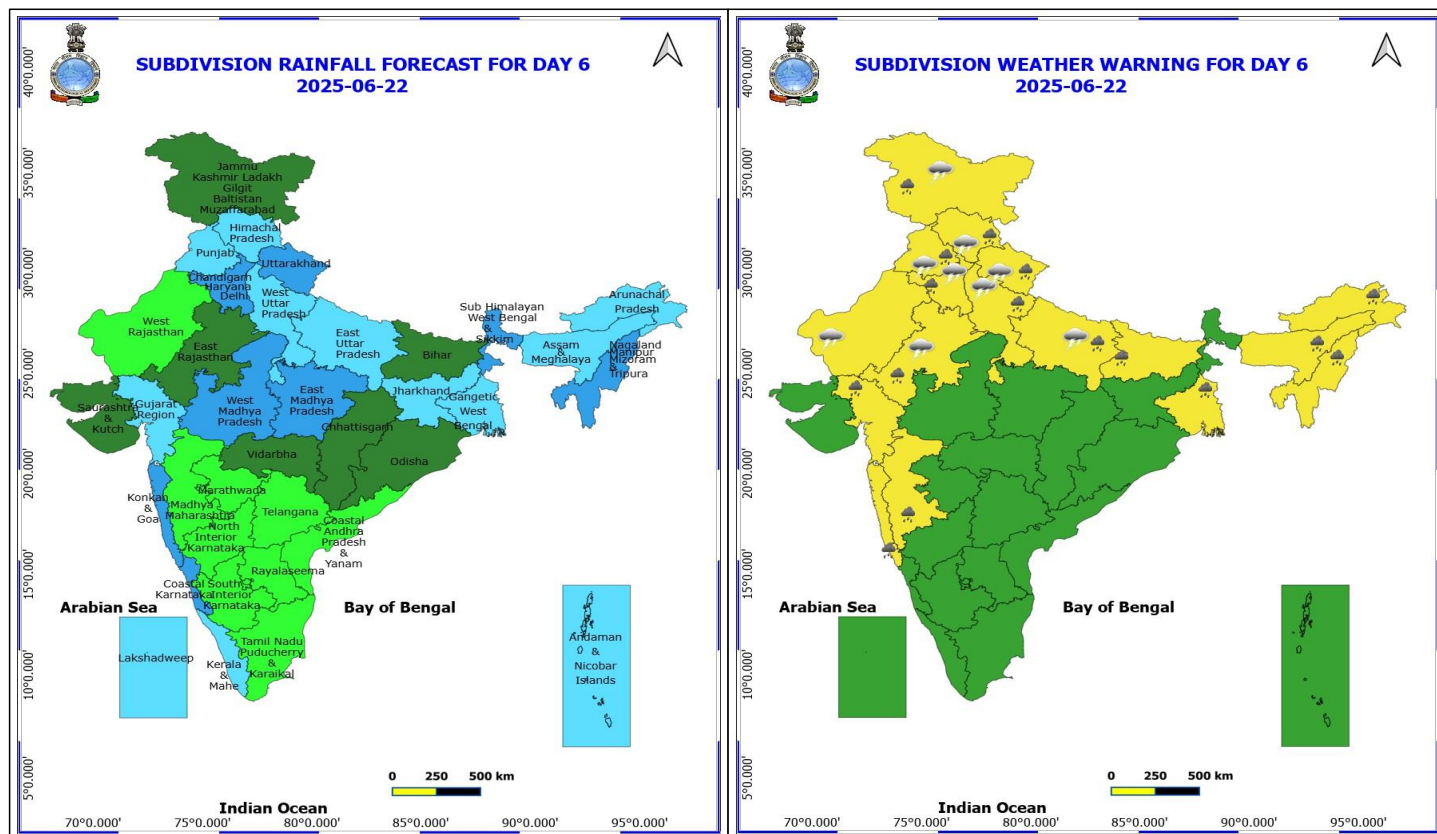 SUBDIVISION RAINFALL FORECAST FOR DAY 6
2025-06-22
40°0.000'
35°0.000'
30°0.000'
25°0.000'
20°0.000'
15°0.000'
10°0.000'
5°0.000'
Jammu
Kashmir Ladakh
Gilgit
Baltistan
Muzaffarabad
Himachal
Pradesh
Punjab
Uttarakhand
Chandigarh
Haryana
Delhi
West
Uttar
Pradesh
West
Rajasthan
East
Rajasthan
East
Uttar
Pradesh
Bihar
Sub Himalayan
West Bengal
&
Sikkim
Arunachal
Pradesh
Assam
&
Meghalaya
Nagaland
Manipur
Mizoram
&
Tripura
Saurashtra
&
Kutch
Gujarat
Region
West
Madhya
Pradesh
East
Madhya
Pradesh
Jharkhand
Gangetic
West
Bengal
Chhattisgarh
Vidarbha
Odisha
Konkan
&
Goa
Madhya
Maharashtra
Marathwada
North
Interior
Karnataka
Telangana
Coastal
Andhra
Pradesh
&
Yanam
Rayalaseema
Coastal
Karnataka
South
Interior
Karnataka
Tamil Nadu
Puducherry
&
Karaikal
Kerala
&
Mahe
Lakshadweep
Andaman
&
Nicobar
Islands
Arabian Sea
Bay of Bengal
Indian Ocean
0 250 500 km
70°0.000' 75°0.000' 80°0.000' 85°0.000' 90°0.000' 95°0.000'
SUBDIVISION WEATHER WARNING FOR DAY 6
2025-06-22
40°0.000'
35°0.000'
30°0.000'
25°0.000'
20°0.000'
15°0.000'
10°0.000'
5°0.000'
Arabian Sea
Bay of Bengal
Indian Ocean
0 250 500 km
70°0.000' 75°0.000' 80°0.000' 85°0.000' 90°0.000' 95°0.000'